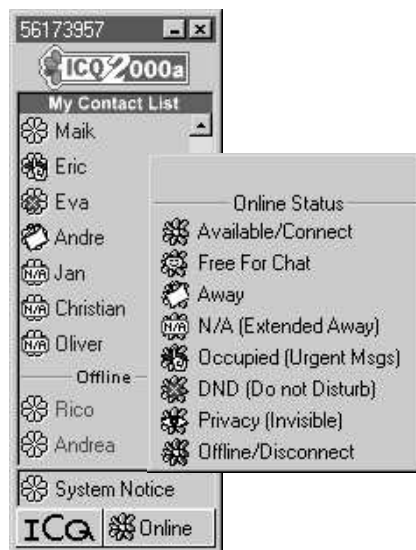 56173957
ICQ 2000a
My Contact List
Maik
Eric
Eva
Andre
N/A Jan
N/A Christian
N/A Oliver
Offline
Rico
Andrea
System Notice
ICQ Online
Online Status
Available/Connect
Free For Chat
Away
N/A N/A (Extended Away)
Occupied (Urgent Msgs)
DND (Do not Disturb)
Privacy (Invisible)
Offline/Disconnect